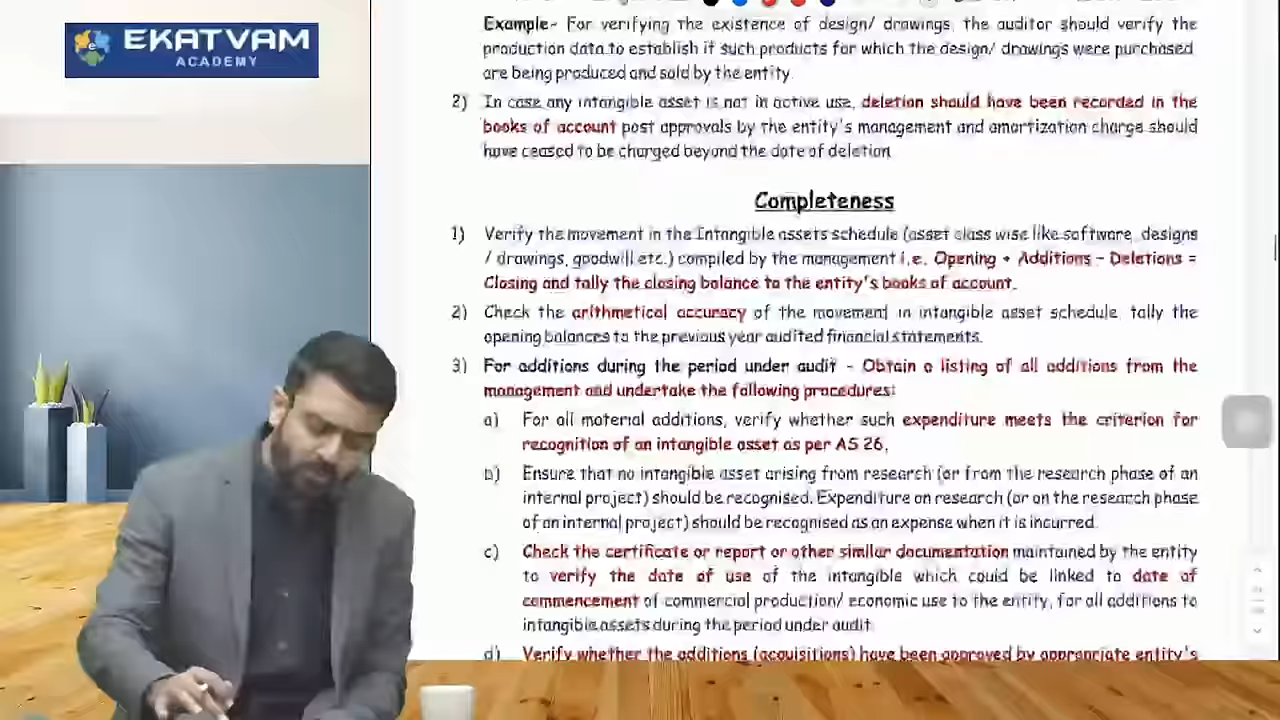 EKATVAM
ACADEMY
Example- For verifying the existence of design/ drawings, the auditor should verify the
production data to establish if such products for which the design/ drawings were purchased
are being produced and sold by the entity.
2) In case any intangible asset is not in active use, deletion should have been recorded in the
books of account post approvals by the entity's management and amortization charge should
have ceased to be charged beyond the date of deletion
Completeness
1) Verify the movement in the Intangible assets schedule (asset class wise like software, designs
/ drawings, goodwill etc.) compiled by the management i.e. Opening + Additions - Deletions =
Closing and tally the closing balance to the entity's books of account.
2) Check the arithmetical accuracy of the movement in intangible asset schedule, tally the
opening balances to the previous year audited financial statements.
3) For additions during the period under audit - Obtain a listing of all additions from the
management and undertake the following procedures:
a) For all material additions, verify whether such expenditure meets the criterion for
recognition of an intangible asset as per AS 26.
b) Ensure that no intangible asset arising from research (or from the research phase of an
internal project) should be recognised. Expenditure on research (or on the research phase
of an internal project) should be recognised as an expense when it is incurred.
c) Check the certificate or report or other similar documentation maintained by the entity
to verify the date of use of the intangible which could be linked to date of
commencement of commercial production/ economic use to the entity, for all additions to
intangible assets during the period under audit.
d) Verify whether the additions (acquisitions) have been approved by appropriate entity's